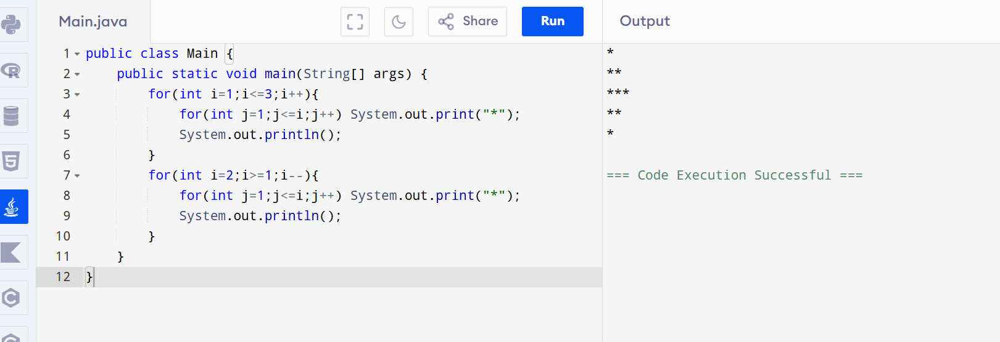 Main.java
Share
Run
Output
1 public class Main {
2     public static void main(String[] args) {
3         for(int i=1;i<=3;i++){
4             for(int j=1;j<=i;j++) System.out.print("*");
5             System.out.println();
6         }
7         for(int i=2;i>=1;i--){
8             for(int j=1;j<=i;j++) System.out.print("*");
9             System.out.println();
10         }
11     }
12 }
*
**
***
**
*
=== Code Execution Successful ===
R
5
C
C